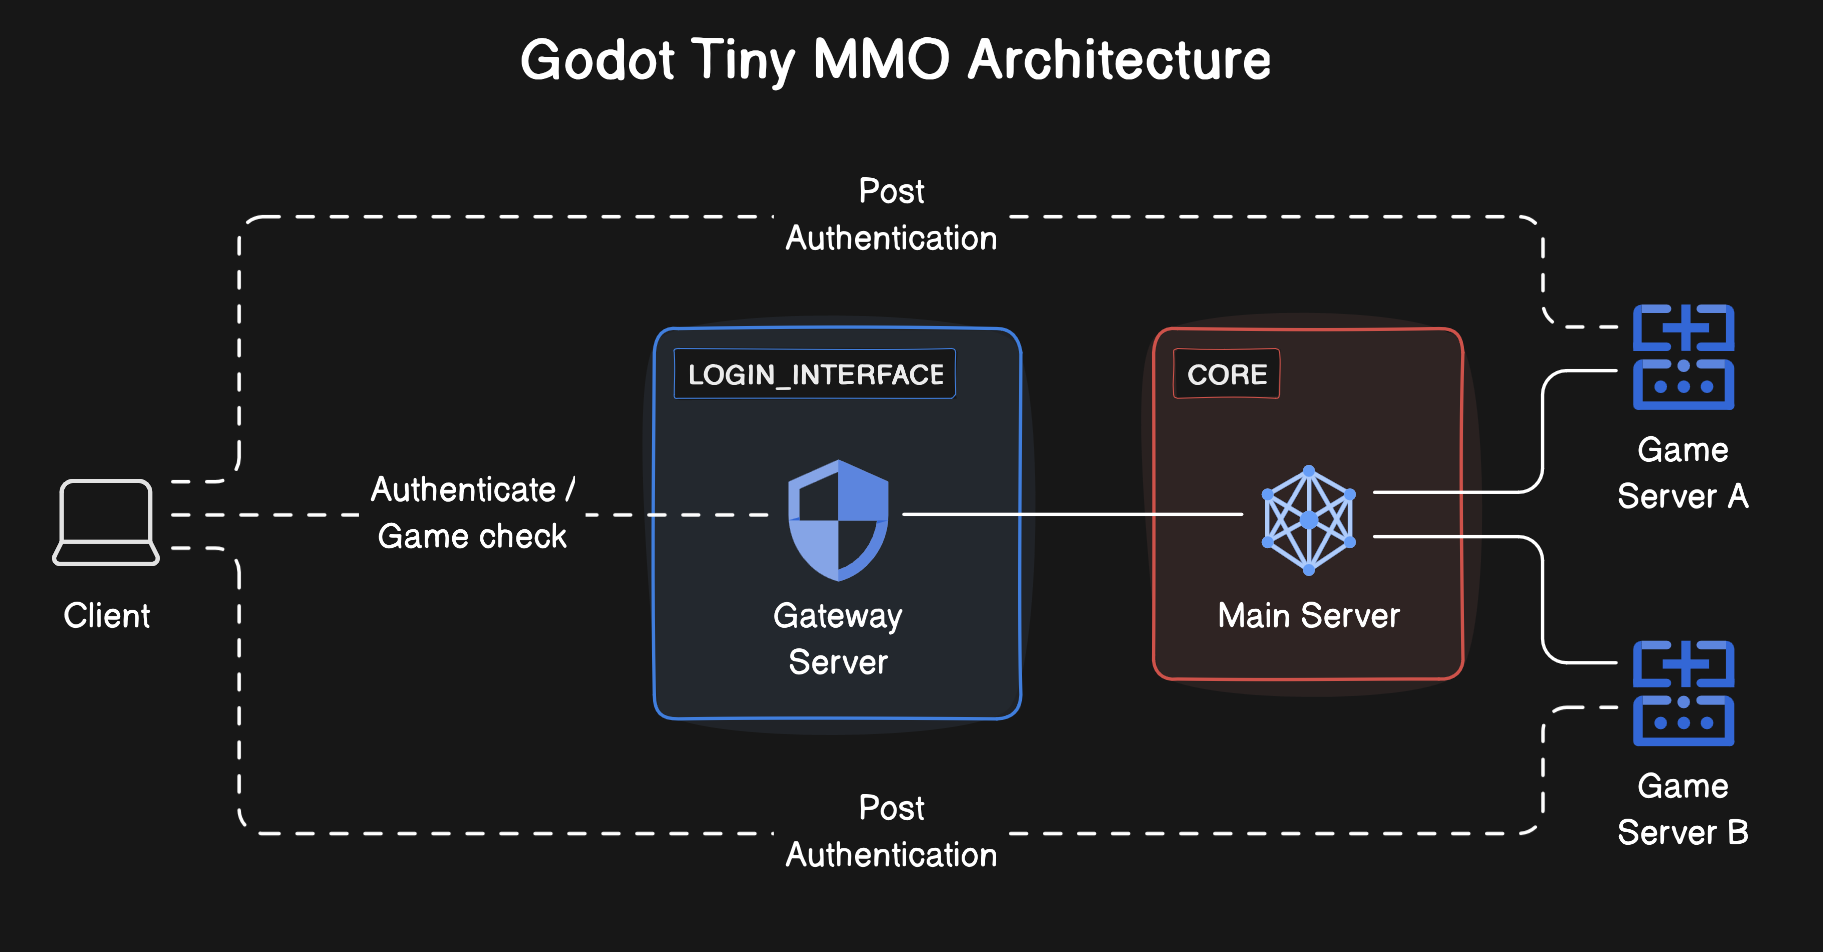 Godot Tiny MMO Architecture
Post
Authentication
LOGIN_INTERFACE
CORE
Game
Server A
Authenticate /
Game check
Client
Gateway
Server
Main Server
Game
Server B
Post
Authentication